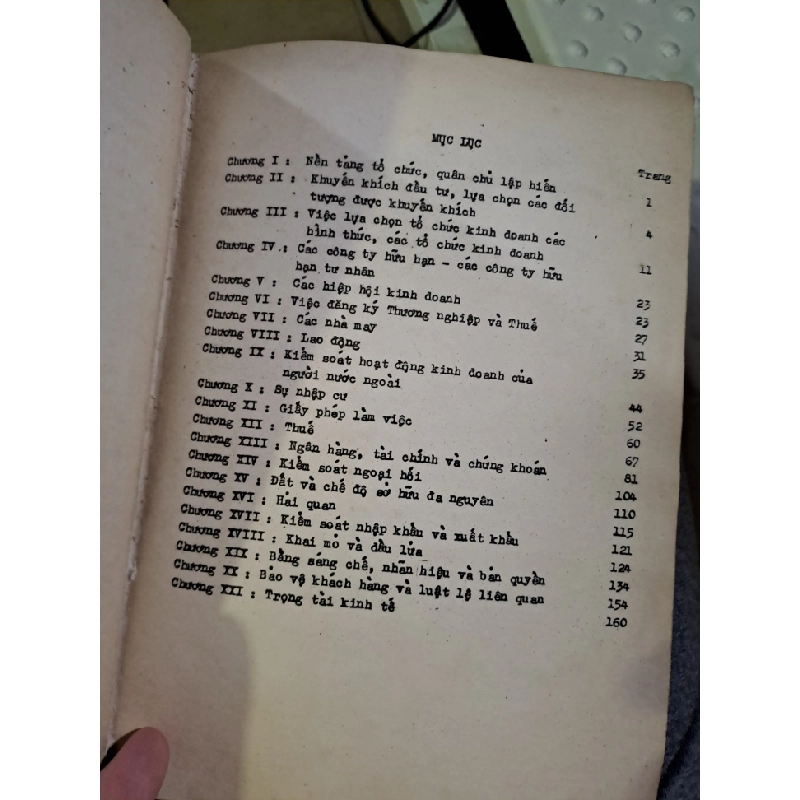 MỤC LỤC
Trang
Chương I : Nền tảng tổ chức, quân chủ lập hiến 1
Chương II : Khuyến khích đầu tư, lựa chọn các đối
tượng được khuyến khích 4
Chương III : Việc lựa chọn tổ chức kinh doanh các
hình thức, các tổ chức kinh doanh 11
Chương IV : Các công ty hữu hạn - các công ty hữu
hạn tư nhân 23
Chương V : Các hiệp hội kinh doanh 23
Chương VI : Việc đăng ký Thương nghiệp và Thuế 27
Chương VII : Các nhà máy 31
Chương VIII : Lao động 35
Chương IX : Kiểm soát hoạt động kinh doanh của
người nước ngoài 44
Chương X : Sự nhập cư 52
Chương XI : Giấy phép làm việc 60
Chương XII : Thuế 67
Chương XIII : Ngân hàng, tài chính và chứng khoán 81
Chương XIV : Kiểm soát ngoại hối 104
Chương XV : Đất và chế độ sở hữu đa nguyên 110
Chương XVI : Hải quan 115
Chương XVII : Kiểm soát nhập khẩu và xuất khẩu 121
Chương XVIII : Khai mỏ và dầu lửa 124
Chương XIX : Bằng sáng chế, nhãn hiệu và bản quyền 134
Chương XX : Bảo vệ khách hàng và luật lệ liên quan 154
Chương XXI : Trọng tài kinh tế 160